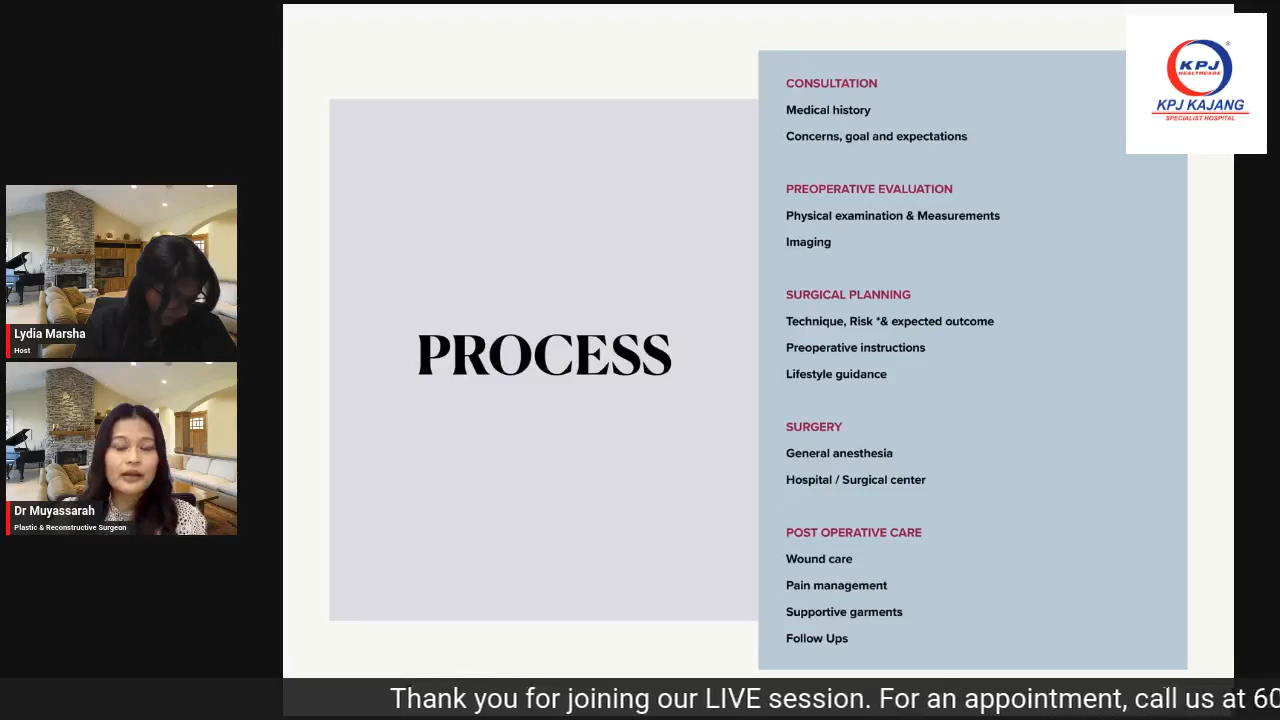 KPJ
HEALTHCARE
®
KPJ KAJANG
SPECIALIST HOSPITAL
CONSULTATION
Medical history
Concerns, goal and expectations
PREOPERATIVE EVALUATION
Physical examination & Measurements
Imaging
SURGICAL PLANNING
Technique, Risk *& expected outcome
Preoperative instructions
Lifestyle guidance
SURGERY
General anesthesia
Hospital / Surgical center
POST OPERATIVE CARE
Wound care
Pain management
Supportive garments
Follow Ups
PROCESS
Lydia Marsha
Host
Dr Muyassarah
Plastic & Reconstructive Surgeon
Thank you for joining our LIVE session. For an appointment, call us at 60